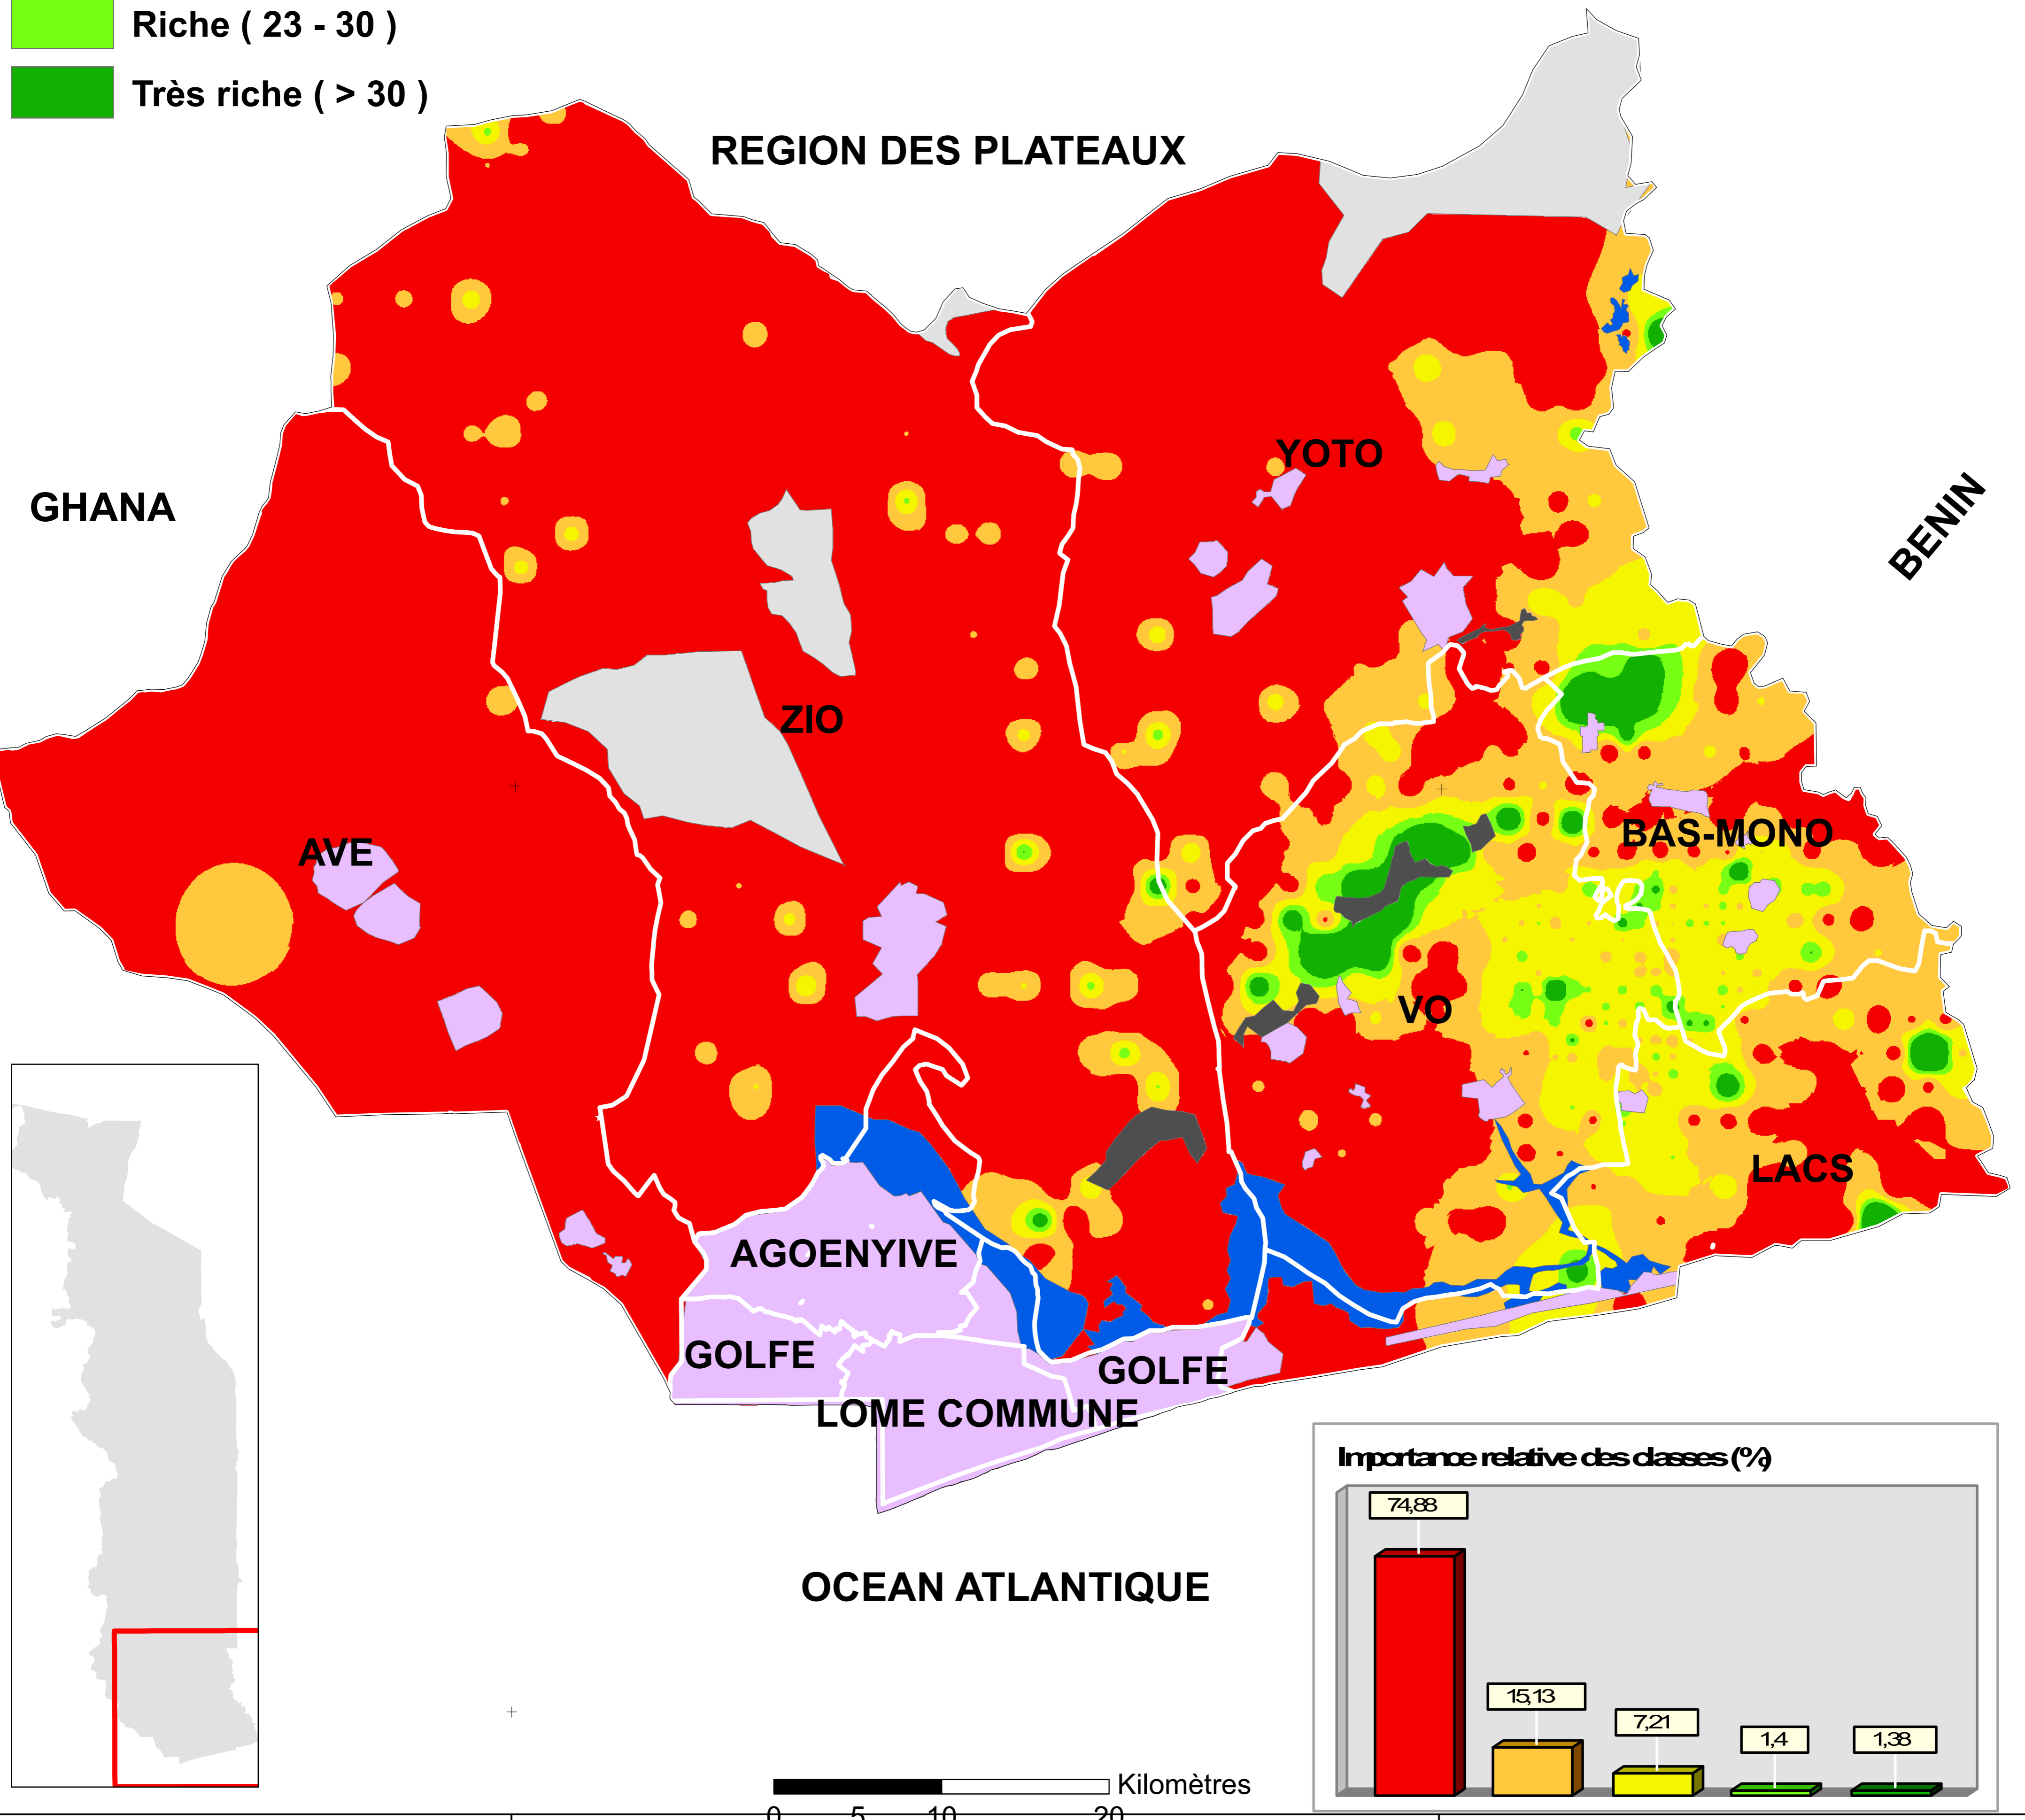 Riche ( 23 - 30 )
Très riche ( > 30 )
REGION DES PLATEAUX
YOTO
GHANA
BENIN
ZIO
AVE
BAS-MONO
VO
LACS
AGOENYIVE
GOLFE
GOLFE
LOME COMMUNE
OCEAN ATLANTIQUE
Importance relative des classes (%)
74,88
15,13
7,21
1,4
1,38
Kilomètres
0 5 10 20